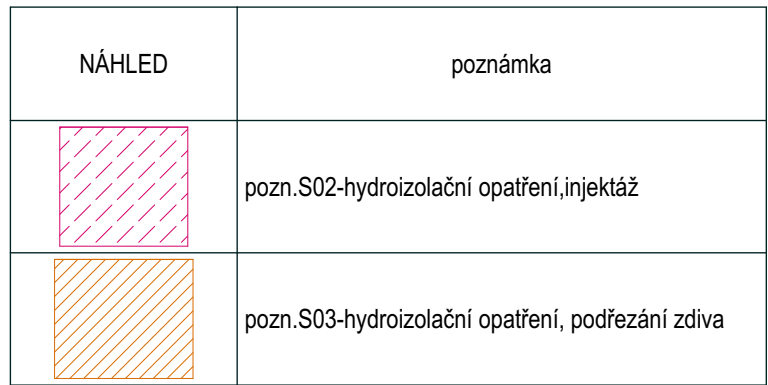 NÁHLED
poznámka
pozn.S02-hydroizolační opatření,injektáž
pozn.S03-hydroizolační opatření, podřezání zdiva